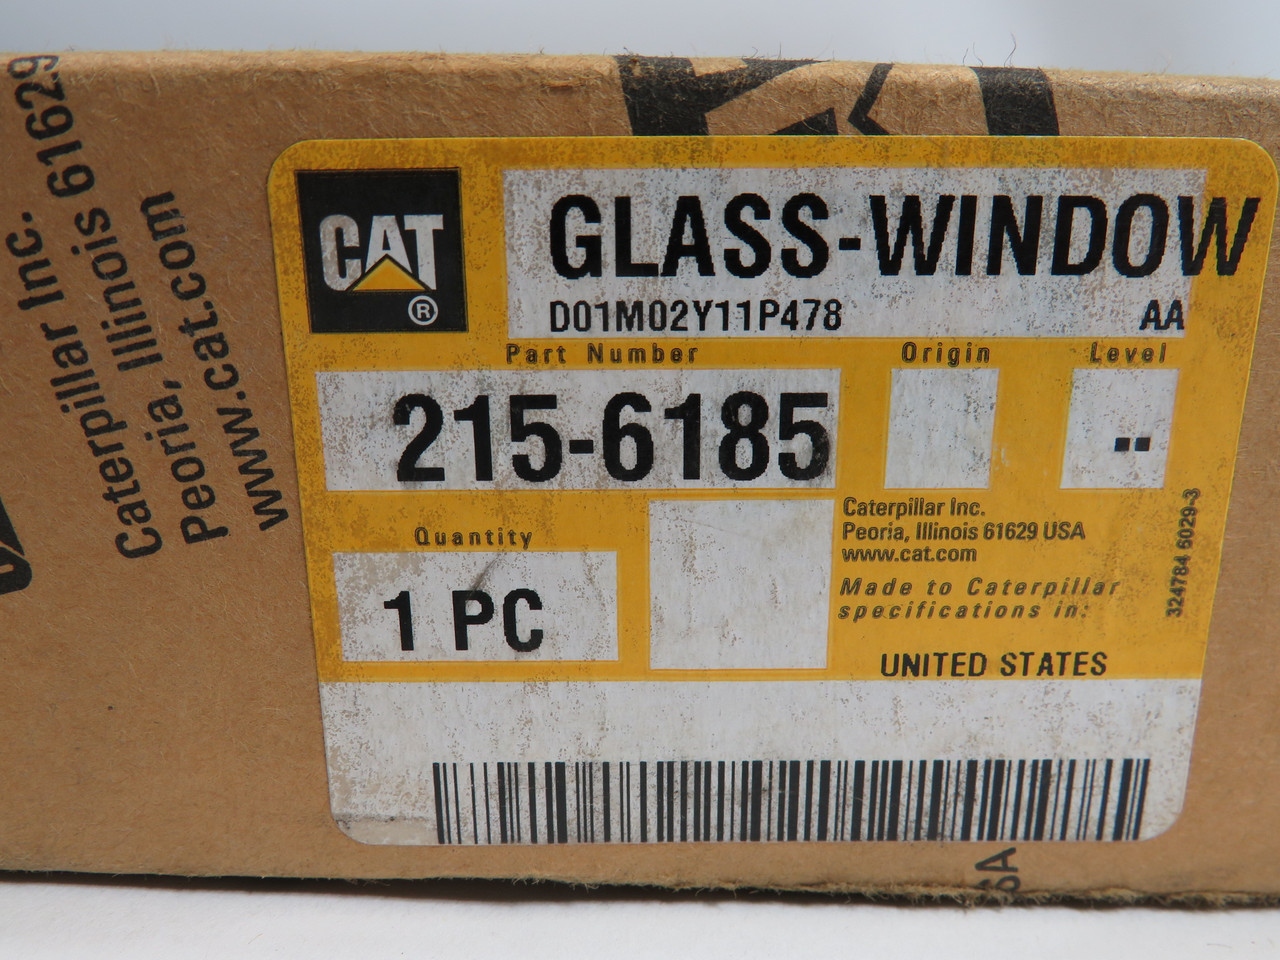 Caterpillar Inc.
Peoria, Illinois 61629
www.cat.com
CAT
®
GLASS-WINDOW
D01M02Y11P478 AA
Part Number Origin Level
215-6185 --
Quantity
1 PC
Caterpillar Inc.
Peoria, Illinois 61629 USA
www.cat.com
Made to Caterpillar
specifications in:
UNITED STATES
324784 6029-3